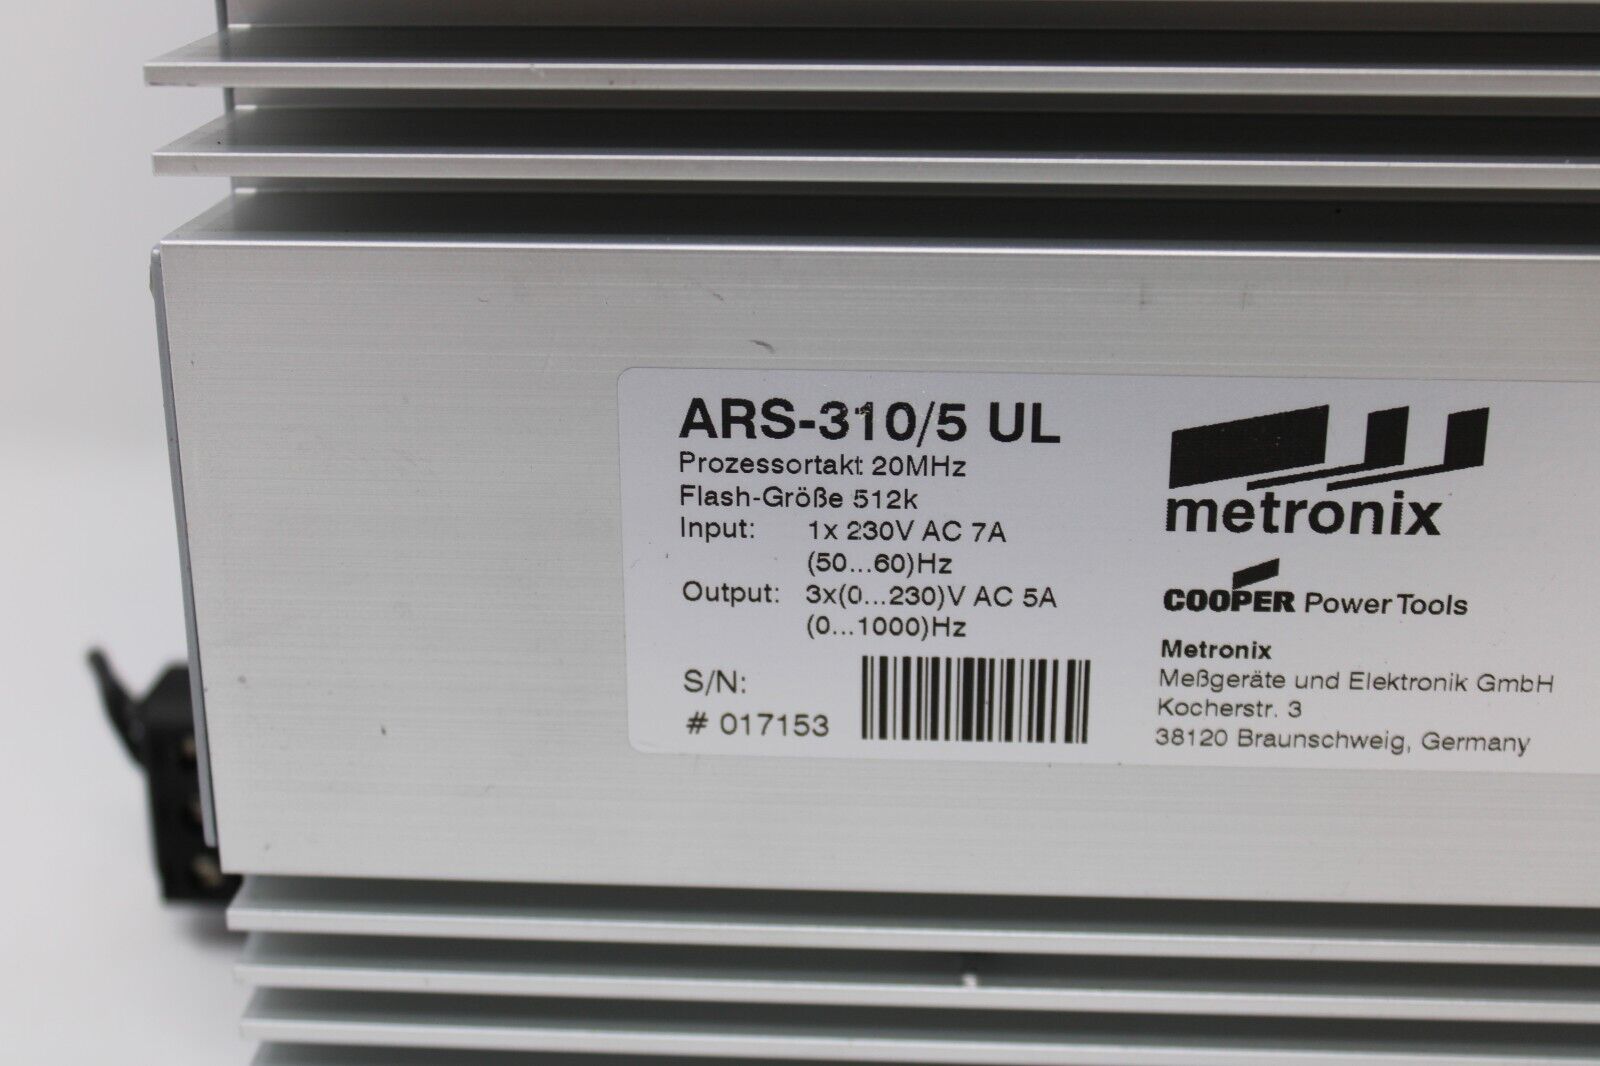 ARS-310/5 UL
Prozessortakt 20MHz
Flash-Größe 512k
Input: 1x 230V AC 7A
(50...60)Hz
Output: 3x(0...230)V AC 5A
(0...1000)Hz
S/N:
# 017153
metronix
COOPER Power Tools
Metronix
Meßgeräte und Elektronik GmbH
Kocherstr. 3
38120 Braunschweig, Germany